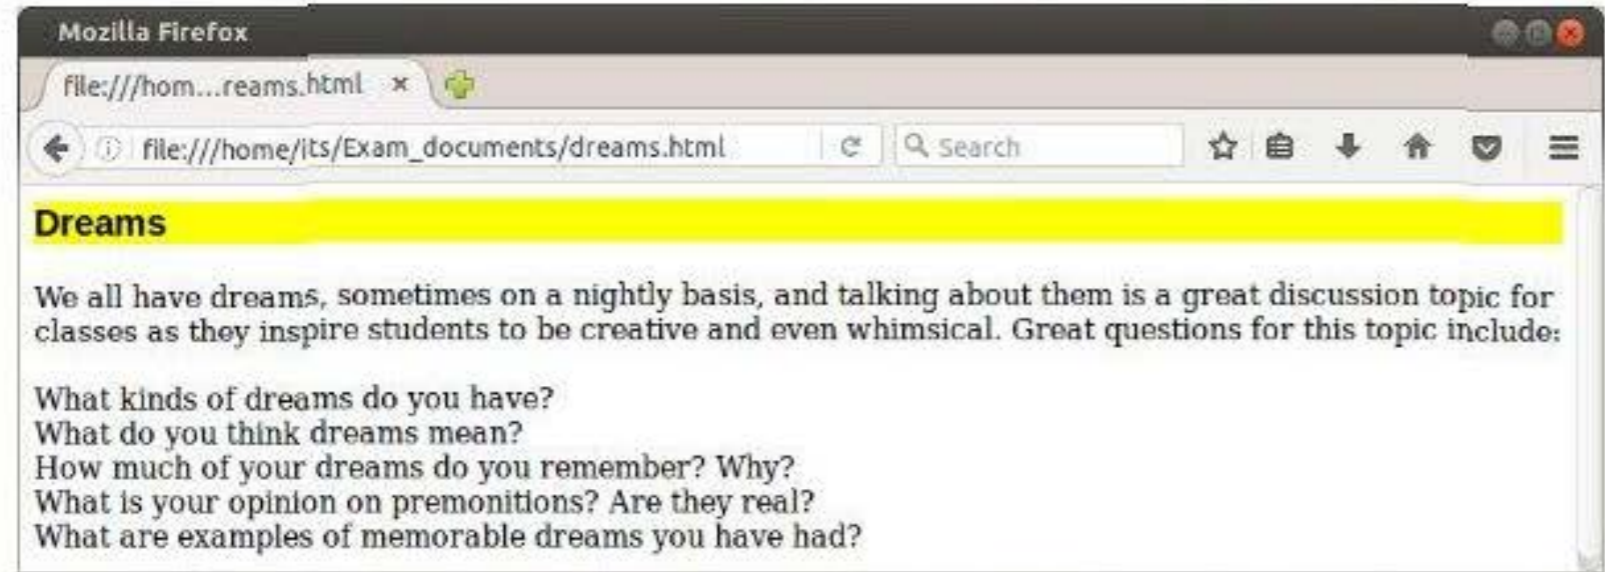 Mozilla Firefox
file:///hom...reams.html ×
file:///home/its/Exam_documents/dreams.html
Search
Dreams
We all have dreams, sometimes on a nightly basis, and talking about them is a great discussion topic for
classes as they inspire students to be creative and even whimsical. Great questions for this topic include:
What kinds of dreams do you have?
What do you think dreams mean?
How much of your dreams do you remember? Why?
What is your opinion on premonitions? Are they real?
What are examples of memorable dreams you have had?